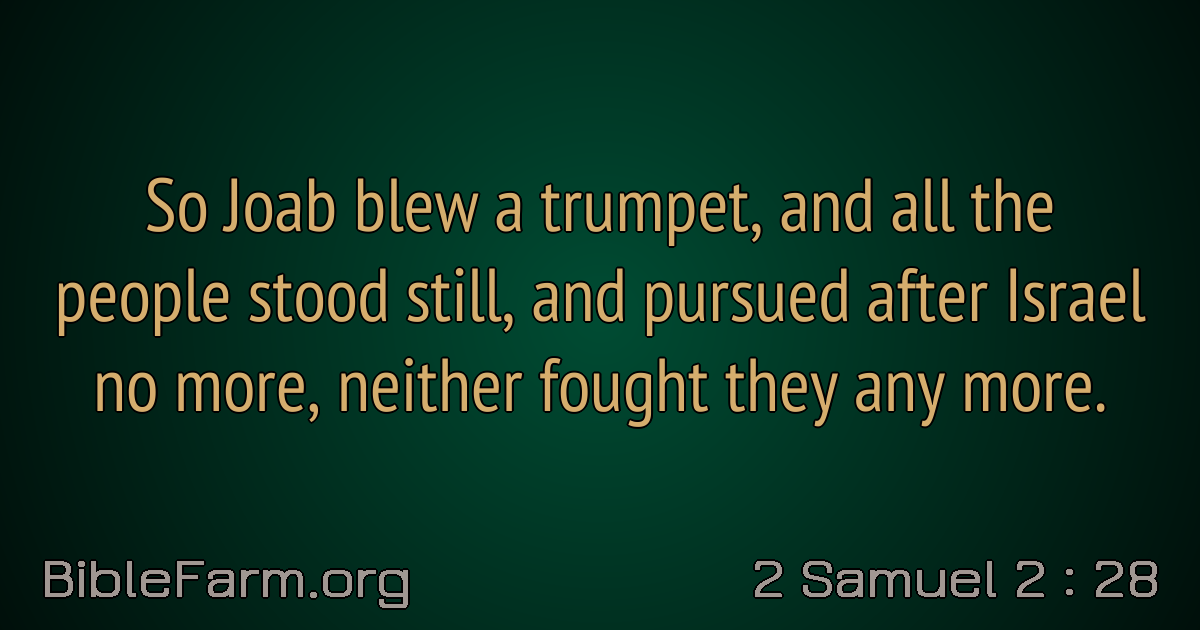 So Joab blew a trumpet, and all the
people stood still, and pursued after Israel
no more, neither fought they any more.
BibleFarm.org
2 Samuel 2 : 28